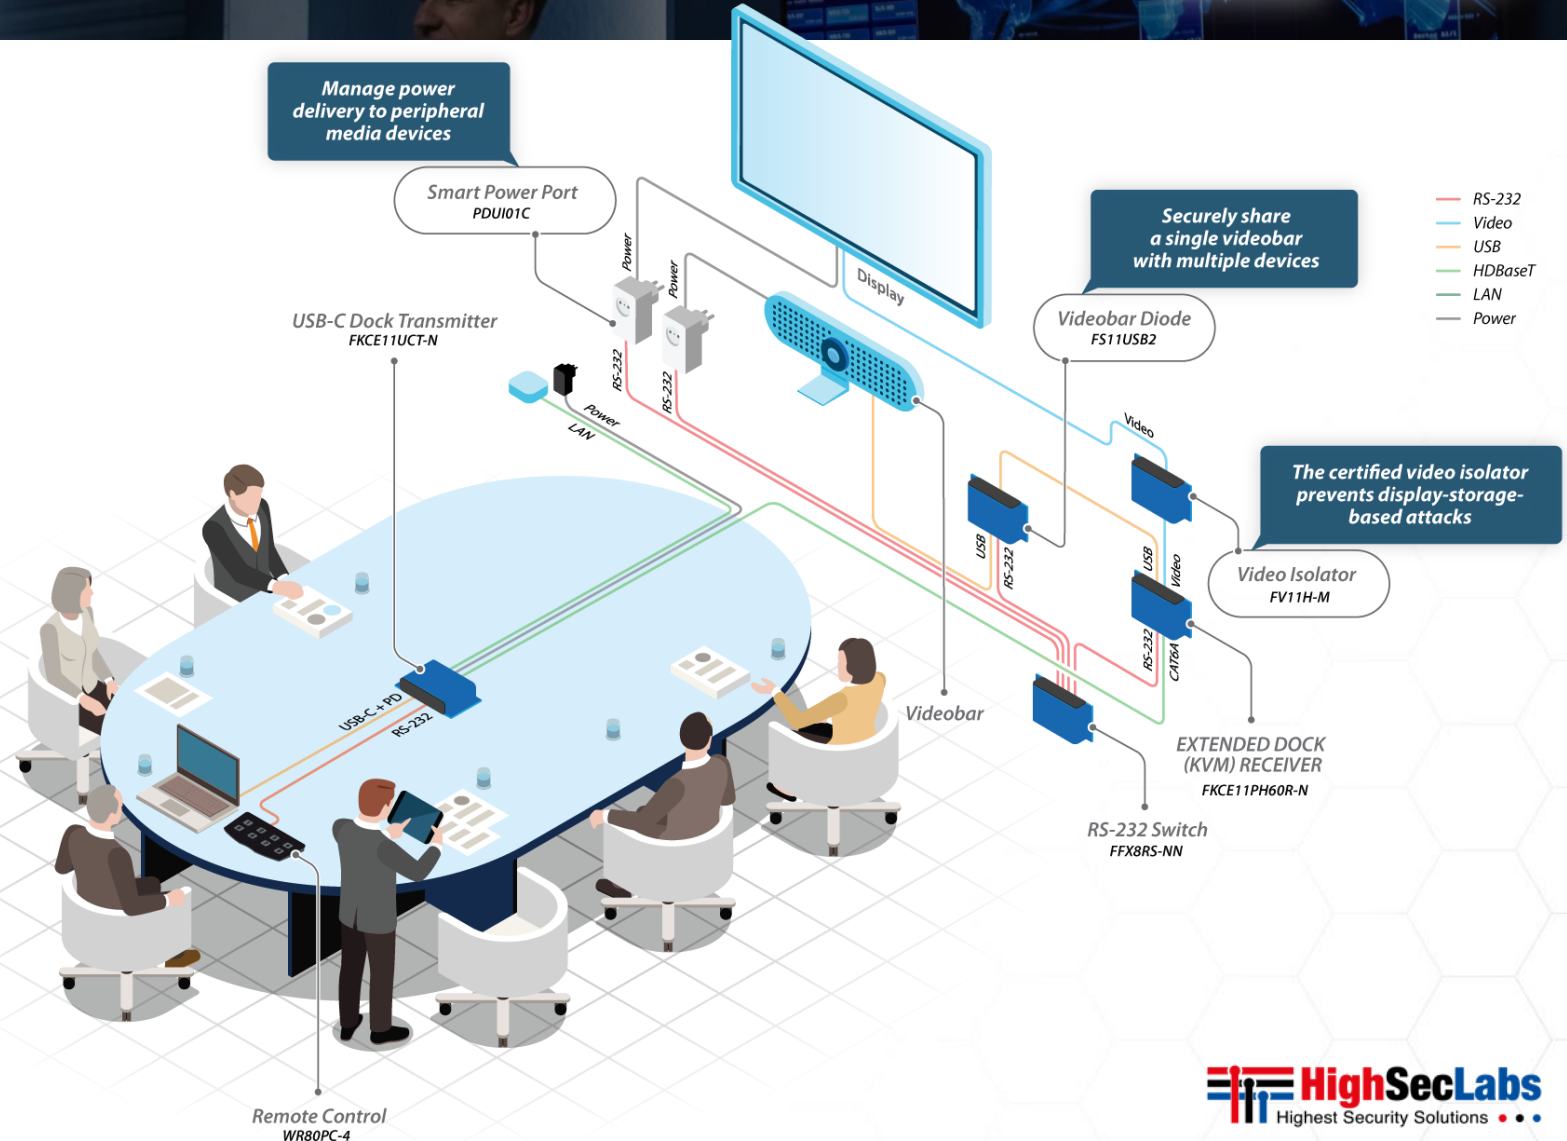 Manage power
delivery to peripheral
media devices
Smart Power Port
PDUI01C
Securely share
a single videobar
with multiple devices
RS-232
Video
USB
HDBaseT
LAN
Power
Power
Power
Display
USB-C Dock Transmitter
FKCE11UCT-N
Videobar Diode
FS11USB2
RS-232
RS-232
Power
LAN
Video
The certified video isolator
prevents display-storage-
based attacks
USB
RS-232
USB
Video
Video Isolator
FV11H-M
RS-232
CAT6A
USB-C + PD
RS-232
Videobar
EXTENDED DOCK
(KVM) RECEIVER
FKCE11PH60R-N
RS-232 Switch
FFX8RS-NN
HighSecLabs
Highest Security Solutions
Remote Control
WR80PC-4